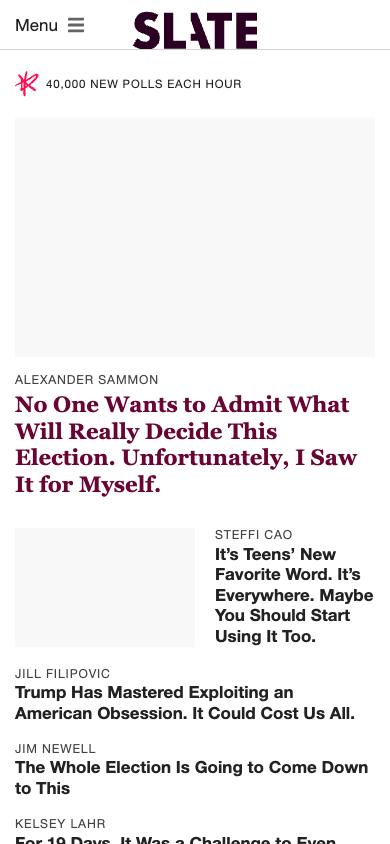 Menu
SLATE
40,000 NEW POLLS EACH HOUR
ALEXANDER SAMMON
No One Wants to Admit What
Will Really Decide This
Election. Unfortunately, I Saw
It for Myself.
STEFFI CAO
It’s Teens’ New
Favorite Word. It’s
Everywhere. Maybe
You Should Start
Using It Too.
JILL FILIPOVIC
Trump Has Mastered Exploiting an
American Obsession. It Could Cost Us All.
JIM NEWELL
The Whole Election Is Going to Come Down
to This
KELSEY LAHR
For 19 Days, It Was a Challenge to Even